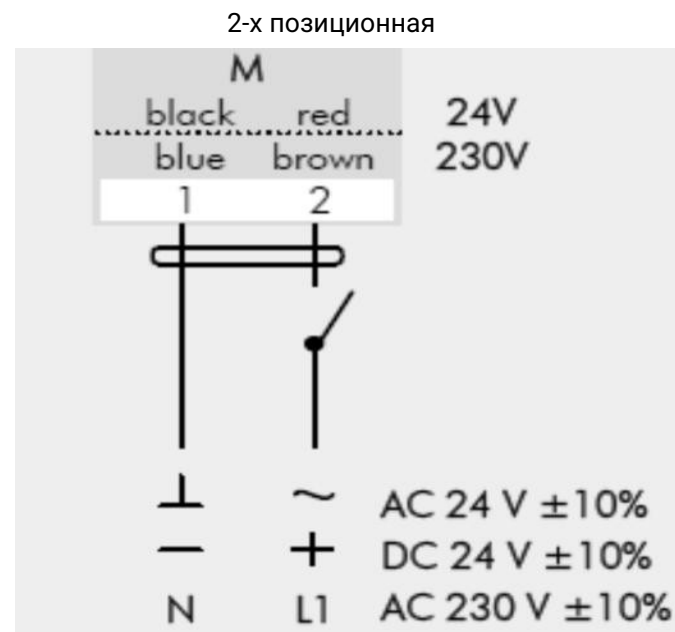 2-х позиционная
M
black red 24V
blue brown 230V
1 2
⊥ ~ AC 24 V ±10%
— + DC 24 V ±10%
N L1 AC 230 V ±10%